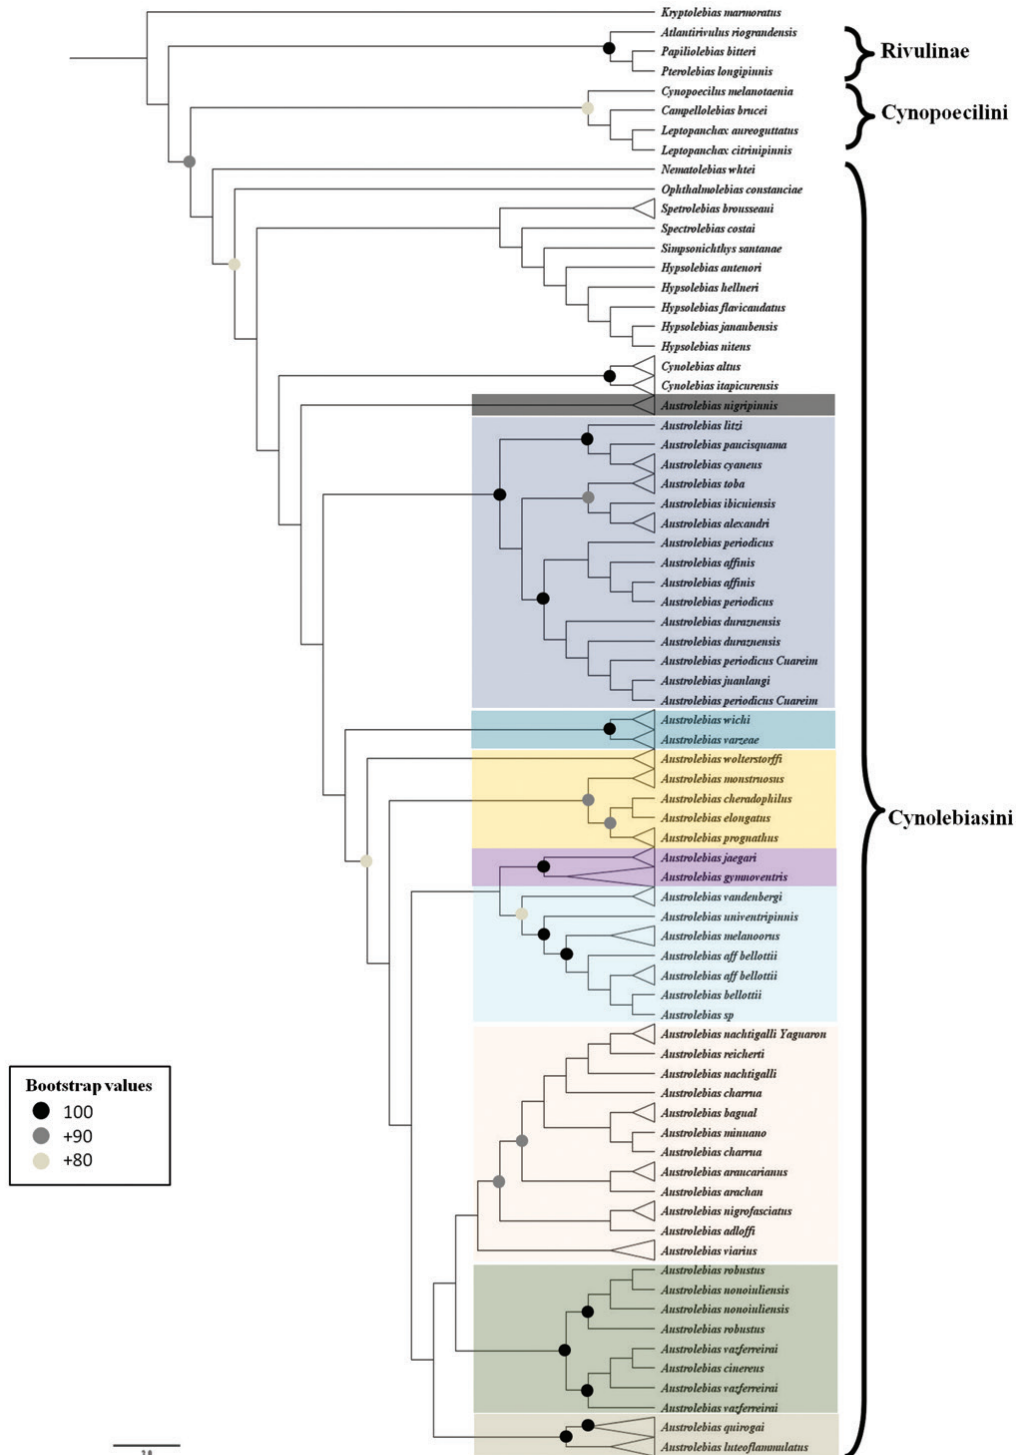 Kryptolebias marmoratus
Atlantirivulus riograndensis
Papiliolebias bitteri
Pterolebias longipinnis
Rivulinae
Cynopoecilus melanotaenia
Campellolebias brucei
Leptopanchax aureoguttatus
Leptopanchax citrinipinnis
Cynopoecilini
Nematolebias whtei
Ophthalmolebias constanciae
Spetrolebias brousseaui
Spectrolebias costai
Simpsonichthys santanae
Hypsolebias antenori
Hypsolebias hellneri
Hypsolebias flavicaudatus
Hypsolebias janaubensis
Hypsolebias nitens
Cynolebias altus
Cynolebias itapicurensis
Austrolebias nigripinnis
Austrolebias litzi
Austrolebias paucisquama
Austrolebias cyaneus
Austrolebias toba
Austrolebias ibicuiensis
Austrolebias alexandri
Austrolebias periodicus
Austrolebias affinis
Austrolebias affinis
Austrolebias periodicus
Austrolebias duraznensis
Austrolebias duraznensis
Austrolebias periodicus Cuareim
Austrolebias juanlangi
Austrolebias periodicus Cuareim
Austrolebias wichi
Austrolebias varzeae
Austrolebias wolterstorffi
Austrolebias monstruosus
Austrolebias cheradophilus
Austrolebias elongatus
Austrolebias prognathus
Austrolebias jaegari
Austrolebias gymnoventris
Austrolebias vandenbergi
Austrolebias univentripinnis
Austrolebias melanoorus
Austrolebias aff bellottii
Austrolebias aff bellottii
Austrolebias bellottii
Austrolebias sp
Austrolebias nachtigalli Yaguaron
Austrolebias reicherti
Austrolebias nachtigalli
Austrolebias charrua
Austrolebias bagual
Austrolebias minuano
Austrolebias charrua
Austrolebias araucarianus
Austrolebias arachan
Austrolebias nigrofasciatus
Austrolebias adloffi
Austrolebias viarius
Austrolebias robustus
Austrolebias nonoiuliensis
Austrolebias nonoiuliensis
Austrolebias robustus
Austrolebias vazferreirai
Austrolebias cinereus
Austrolebias vazferreirai
Austrolebias vazferreirai
Austrolebias quirogai
Austrolebias luteoflammulatus
Cynolebiasini
Bootstrap values
100
+90
+80